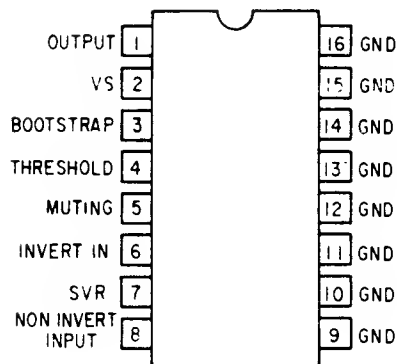 OUTPUT 1 16 GND
VS 2 15 GND
BOOTSTRAP 3 14 GND
THRESHOLD 4 13 GND
MUTING 5 12 GND
INVERT IN 6 11 GND
SVR 7 10 GND
NON INVERT
INPUT 8 9 GND